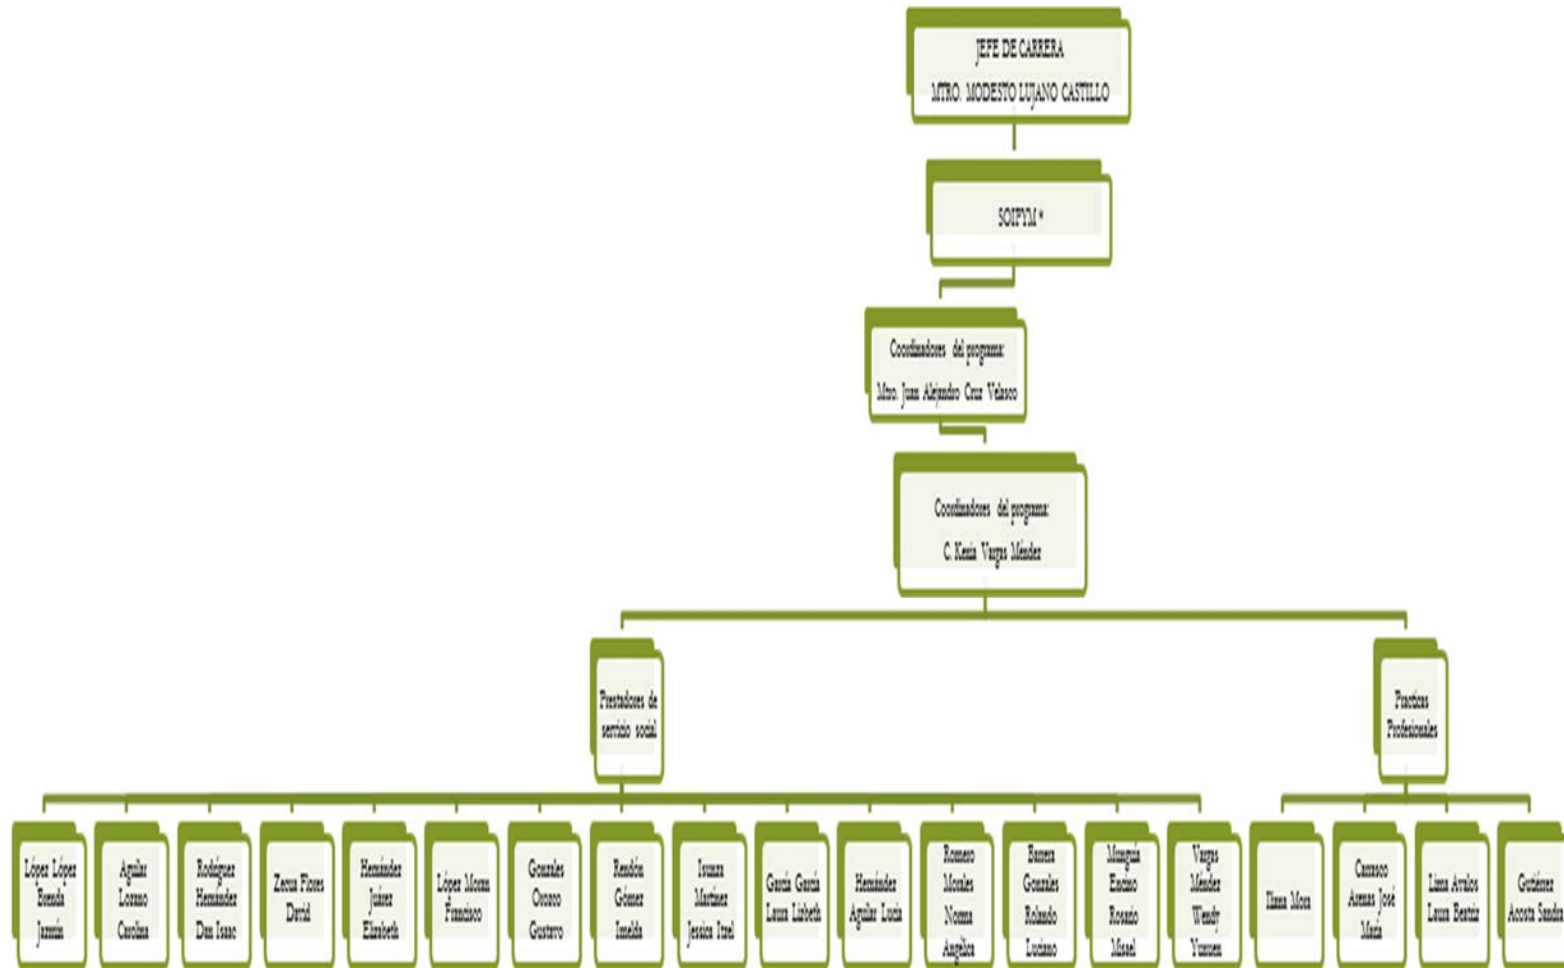 JEFE DE CARRERA
MTRO. MODESTO LUJANO CASTILLO
SOIFYM *
Coordinadores del programa:
Mtro. Juan Alejandro Cruz Velasco
Coordinadores del programa:
C. Kenia Vargas Méndez
Prestadores de
servicio social
Practicas
Profesionales
López López
Brenda
Jazmín
Aguilar
Lozano
Carolina
Rodríguez
Hernández
Dan Isaac
Zecua Flores
David
Hernández
Juárez
Elizabeth
López Moran
Francisco
Gonzales
Orozco
Gustavo
Rendón
Gómez
Imelda
Isunza
Martínez
Jessica Itzel
García García
Laura Lizbeth
Hernández
Aguilar Lucia
Romero
Morales
Norma
Angélica
Barrera
Gonzales
Rolando
Luciano
Munguía
Encino
Rosario
Misael
Vargas
Méndez
Wendy
Yunuen
Iliana Mora
Carrasco
Arenas José
María
Lima Avalos
Laura Beatriz
Gutiérrez
Acosta Sandra